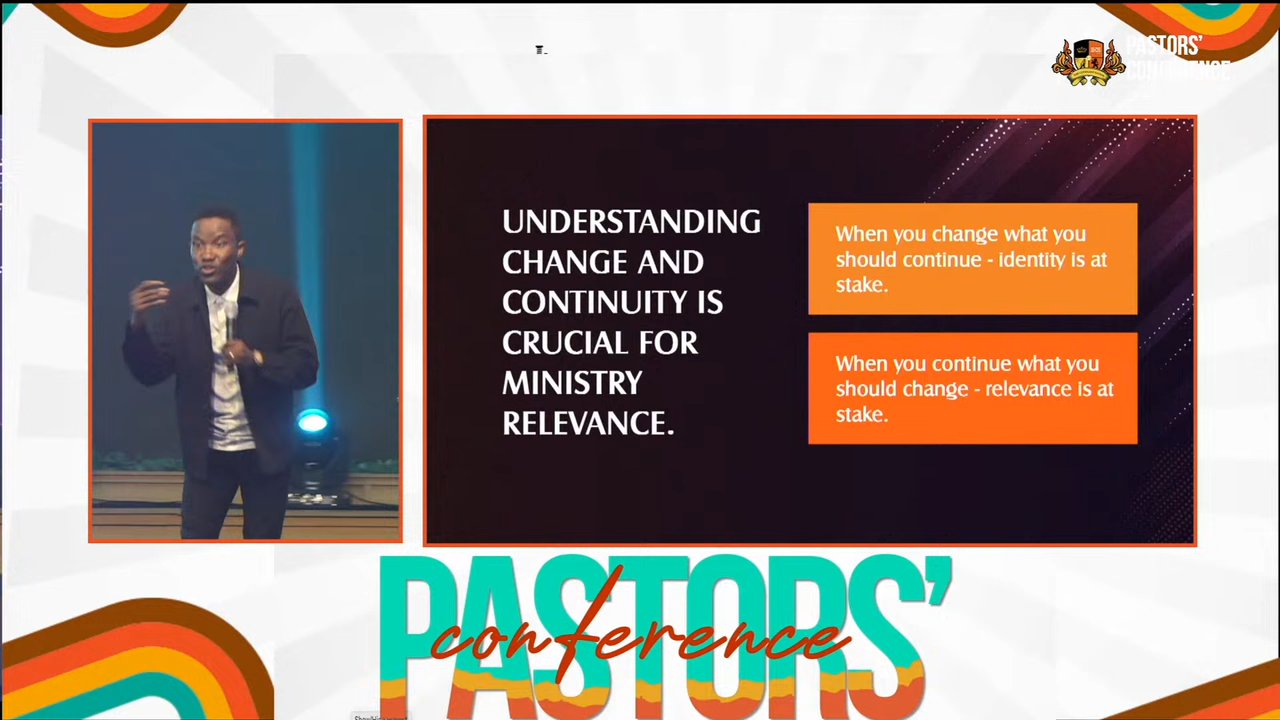 PASTORS'
CONFERENCE
UNDERSTANDING
CHANGE AND
CONTINUITY IS
CRUCIAL FOR
MINISTRY
RELEVANCE.
When you change what you
should continue - identity is at
stake.
When you continue what you
should change - relevance is at
stake.
PASTORS'
conference